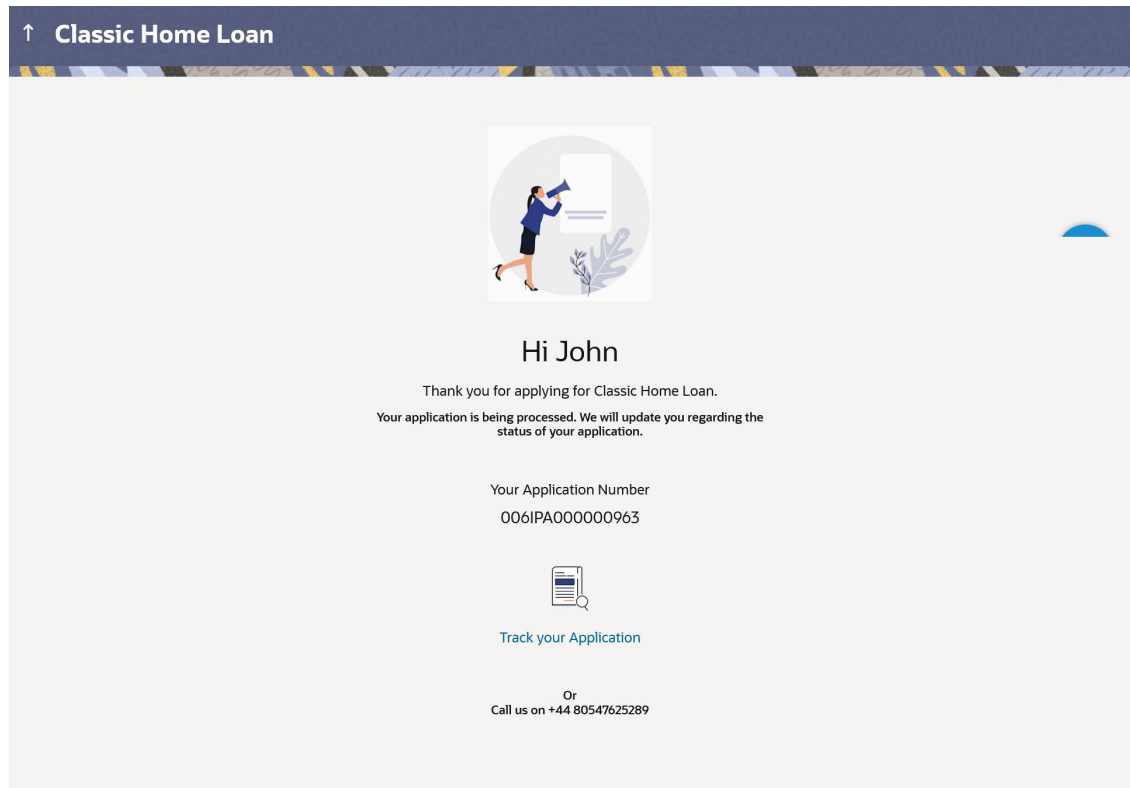 Classic Home Loan
Hi John
Thank you for applying for Classic Home Loan.
Your application is being processed. We will update you regarding the
status of your application.
Your Application Number
006IPA000000963
Track your Application
Or
Call us on +44 80547625289